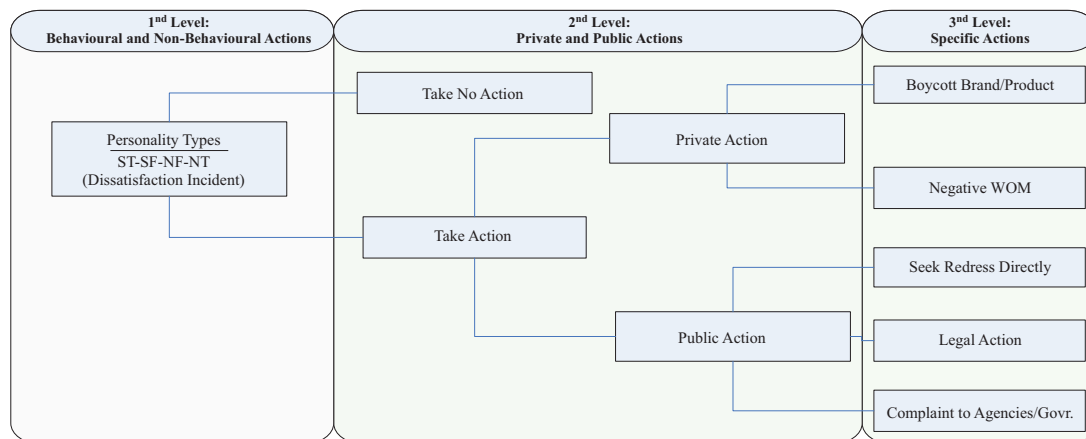 1nd Level:
Behavioural and Non-Behavioural Actions
2nd Level:
Private and Public Actions
3nd Level:
Specific Actions
Take No Action
Boycott Brand/Product
Personality Types
ST-SF-NF-NT
(Dissatisfaction Incident)
Private Action
Negative WOM
Take Action
Seek Redress Directly
Public Action
Legal Action
Complaint to Agencies/Govr.